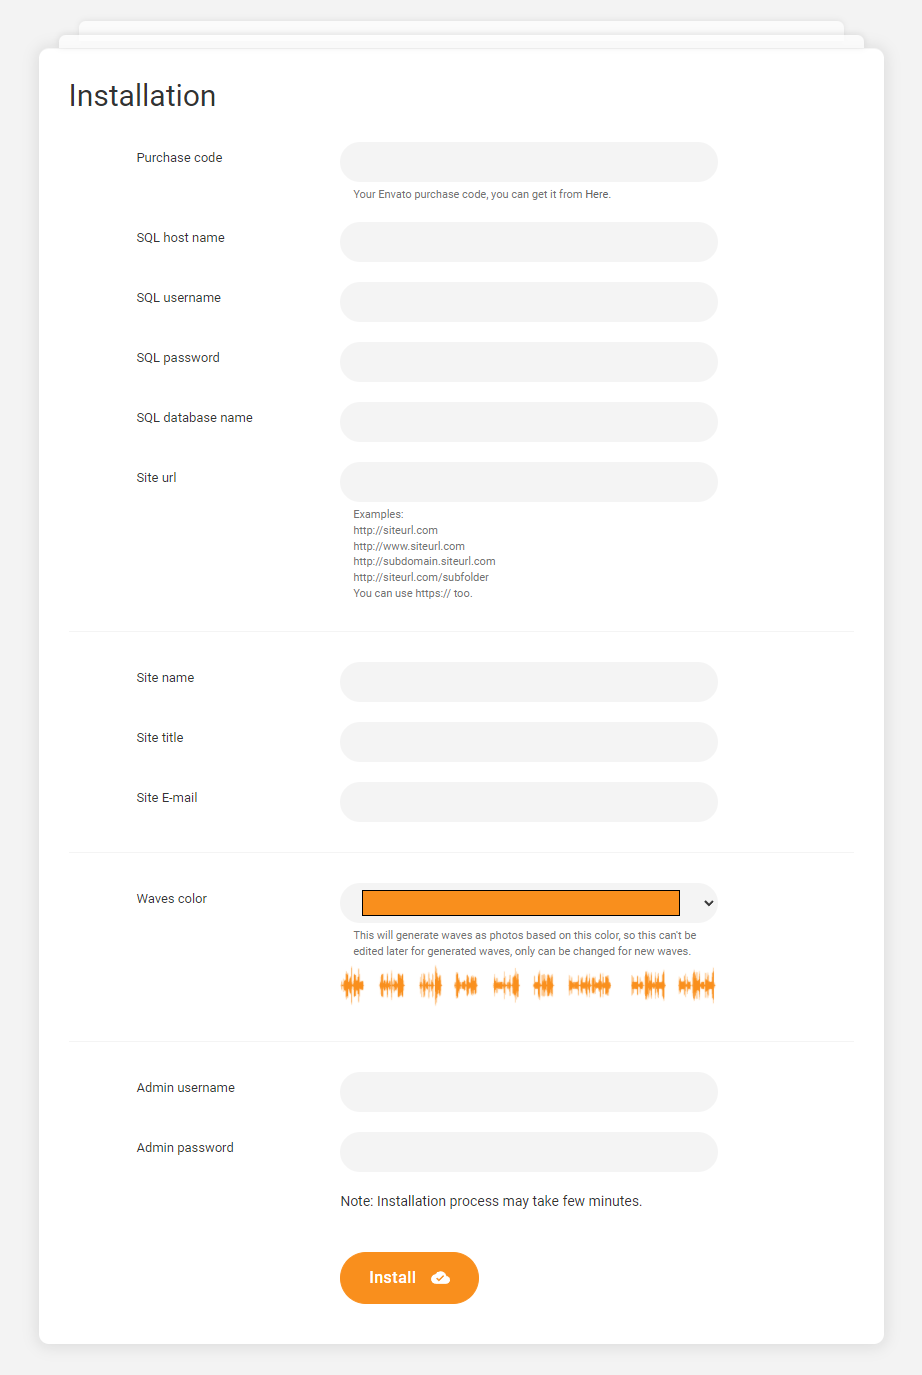 Installation
Purchase code
Your Envato purchase code, you can get it from Here.
SQL host name
SQL username
SQL password
SQL database name
Site url
Examples:
http://siteurl.com
http://www.siteurl.com
http://subdomain.siteurl.com
http://siteurl.com/subfolder
You can use https:// too.
Site name
Site title
Site E-mail
Waves color
This will generate waves as photos based on this color, so this can't be
edited later for generated waves, only can be changed for new waves.
Admin username
Admin password
Note: Installation process may take few minutes.
Install